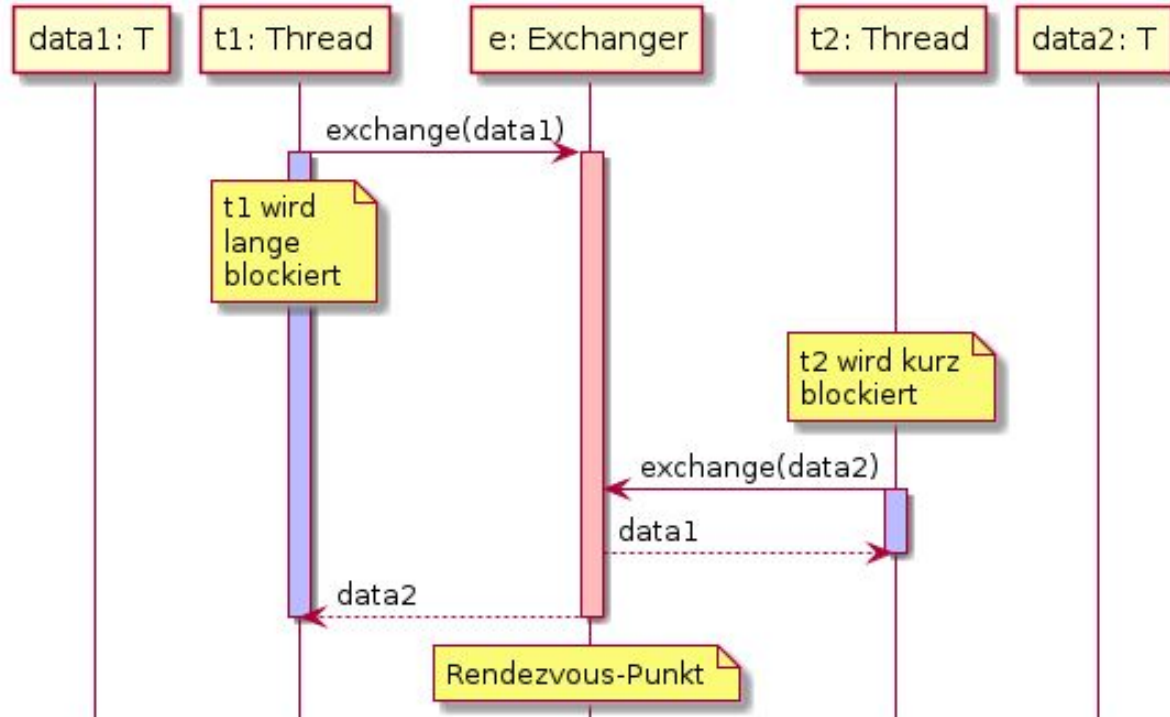 data1: T
t1: Thread
e: Exchanger
t2: Thread
data2: T
exchange(data1)
t1 wird
lange
blockiert
t2 wird kurz
blockiert
exchange(data2)
data1
data2
Rendezvous-Punkt